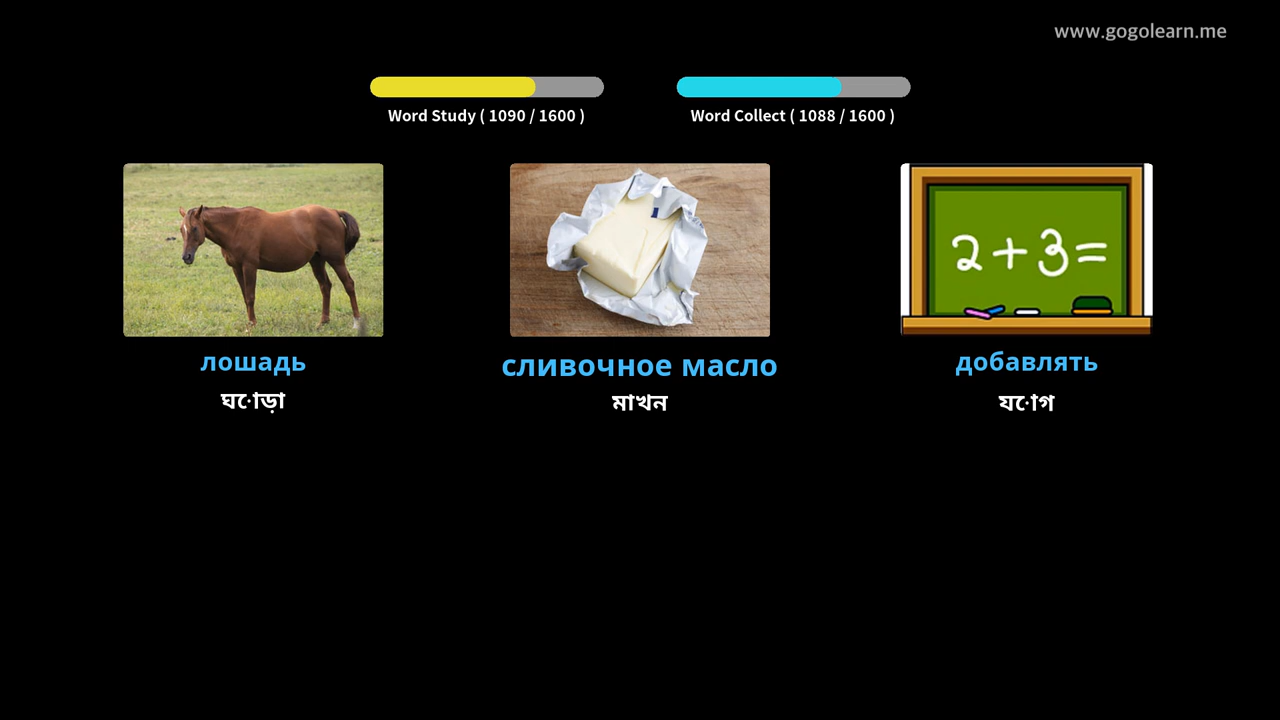 www.gogolearn.me
Word Study ( 1090 / 1600 )
Word Collect ( 1088 / 1600 )
2+3=
лошадь
сливочное масло
добавлять
ঘোড়া
মাখন
যোগ